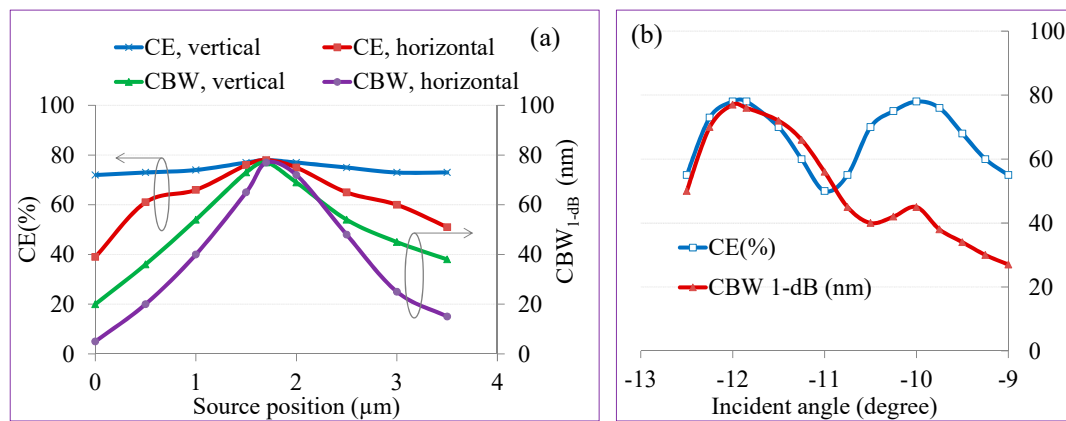 CE, vertical
CE, horizontal
(a)
CBW, vertical
CBW, horizontal
100
80
60
40
20
0
CE(%)
100
80
60
40
20
0
CBW1-dB (nm)
0 1 2 3 4
Source position (µm)
(b)
100
80
60
40
20
0
CE(%)
CBW 1-dB (nm)
-13 -12 -11 -10 -9
Incident angle (degree)